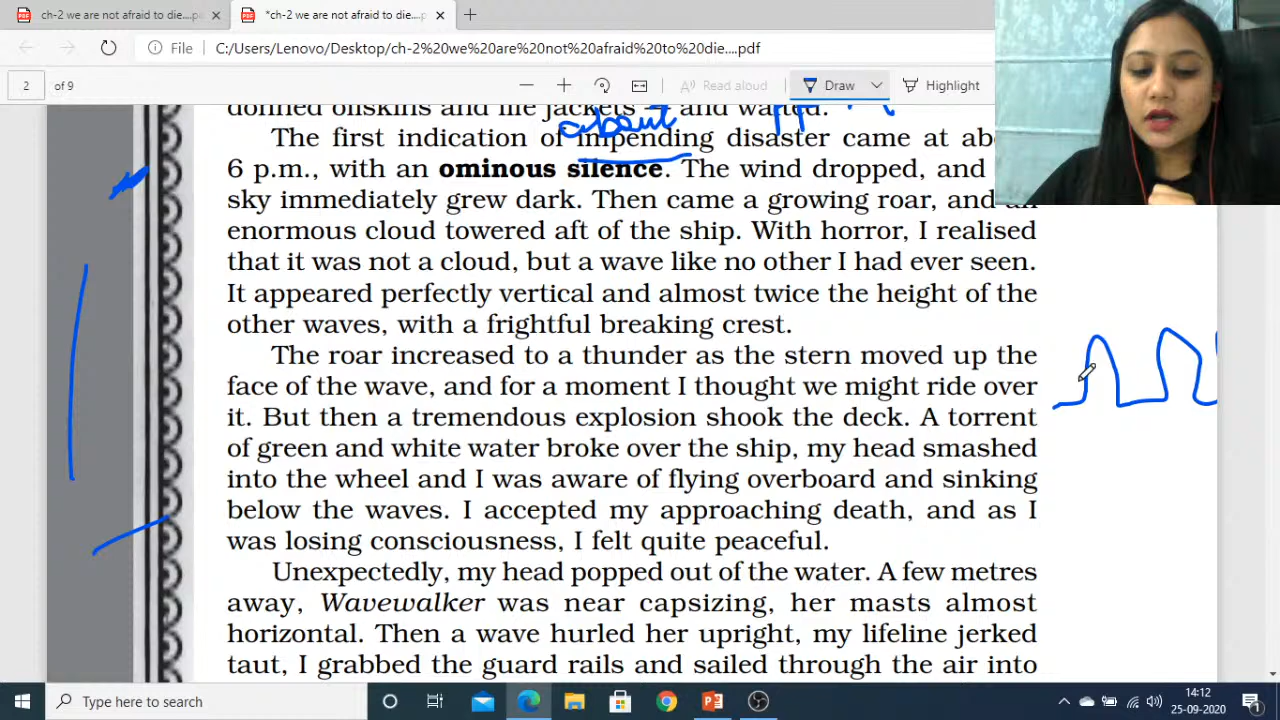 ch-2 we are not afraid to die....p
*ch-2 we are not afraid to die....p
File C:/Users/Lenovo/Desktop/ch-2%20we%20are%20not%20afraid%20to%20die....pdf
2 of 9 Read aloud Draw Highlight
donned oilskins and life jackets — and waited.
about
The first indication of impending disaster came at abo
6 p.m., with an ominous silence. The wind dropped, and
sky immediately grew dark. Then came a growing roar, and an
enormous cloud towered aft of the ship. With horror, I realised
that it was not a cloud, but a wave like no other I had ever seen.
It appeared perfectly vertical and almost twice the height of the
other waves, with a frightful breaking crest.
The roar increased to a thunder as the stern moved up the
face of the wave, and for a moment I thought we might ride over
it. But then a tremendous explosion shook the deck. A torrent
of green and white water broke over the ship, my head smashed
into the wheel and I was aware of flying overboard and sinking
below the waves. I accepted my approaching death, and as I
was losing consciousness, I felt quite peaceful.
Unexpectedly, my head popped out of the water. A few metres
away, Wavewalker was near capsizing, her masts almost
horizontal. Then a wave hurled her upright, my lifeline jerked
taut, I grabbed the guard rails and sailed through the air into
Type here to search
14:12
25-09-2020
1